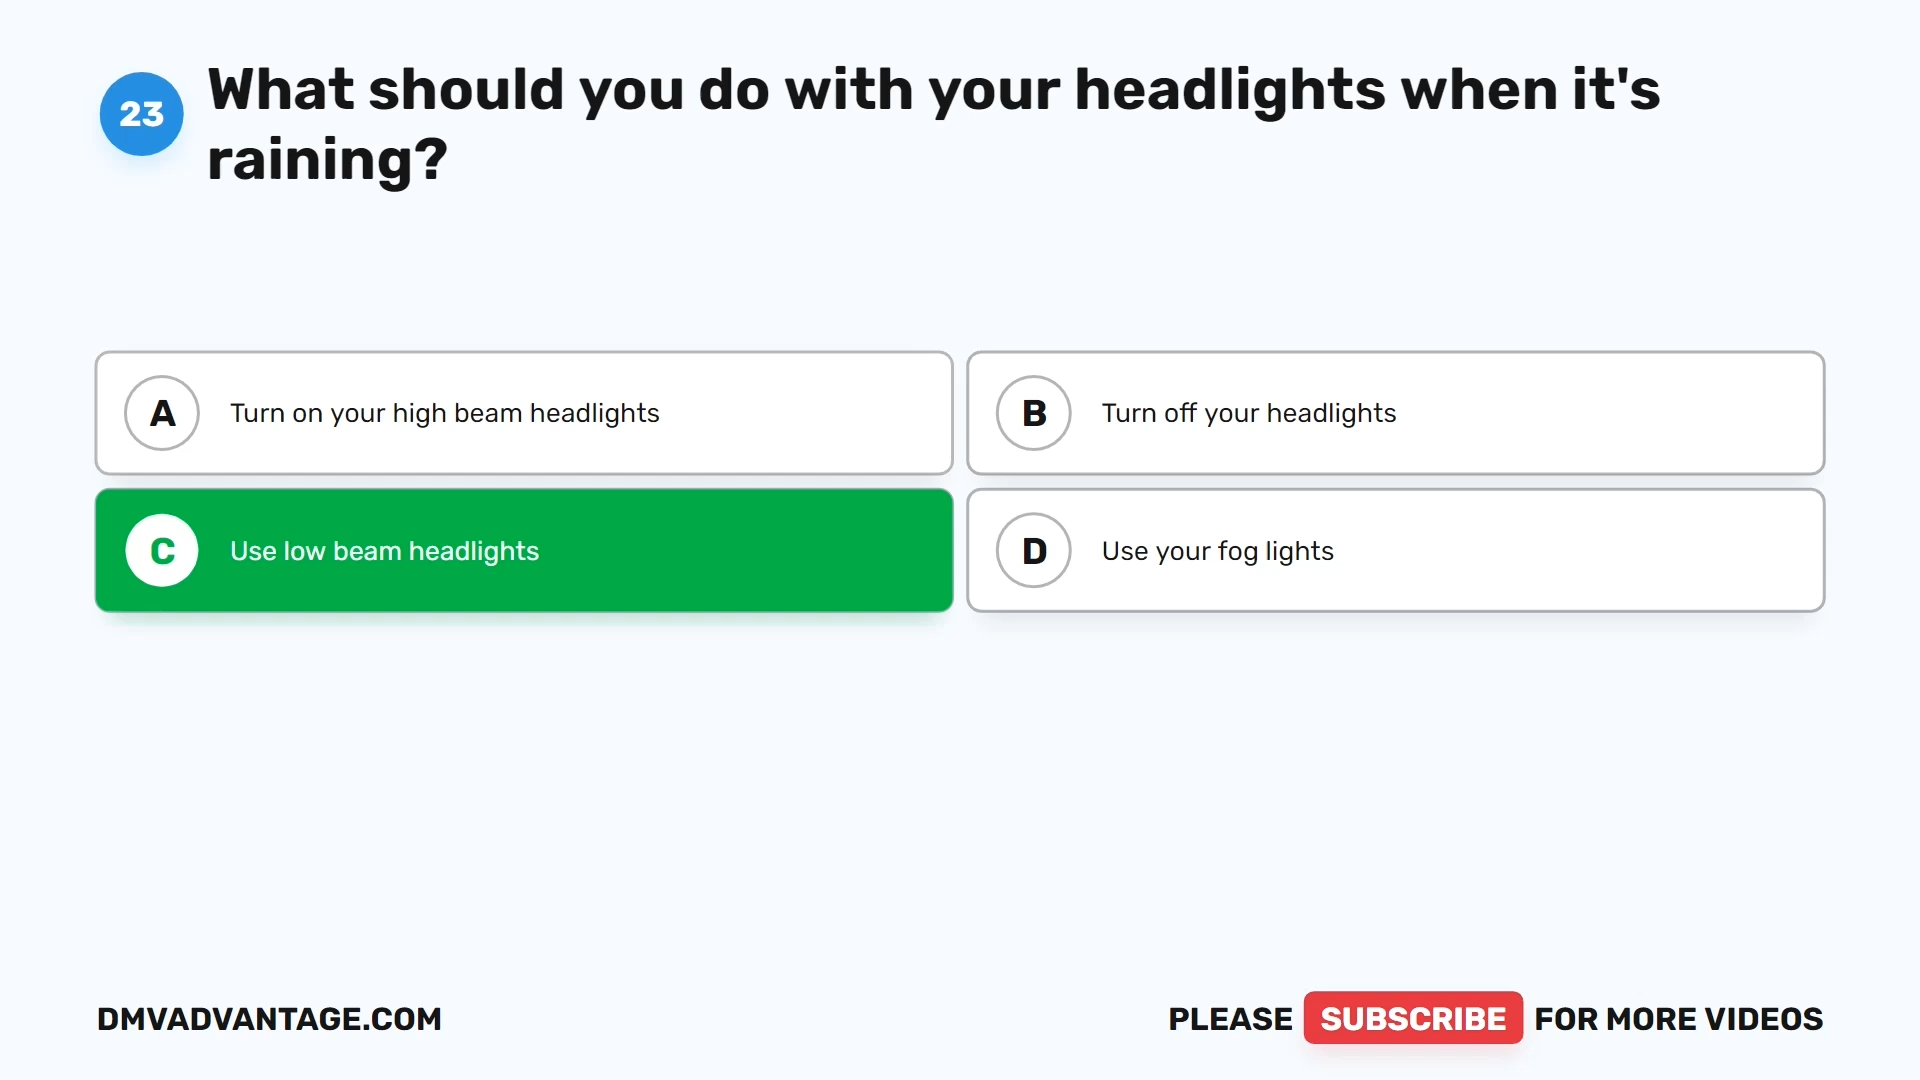 23
What should you do with your headlights when it's
raining?
A Turn on your high beam headlights
B Turn off your headlights
C Use low beam headlights
D Use your fog lights
DMVADVANTAGE.COM
PLEASE SUBSCRIBE FOR MORE VIDEOS